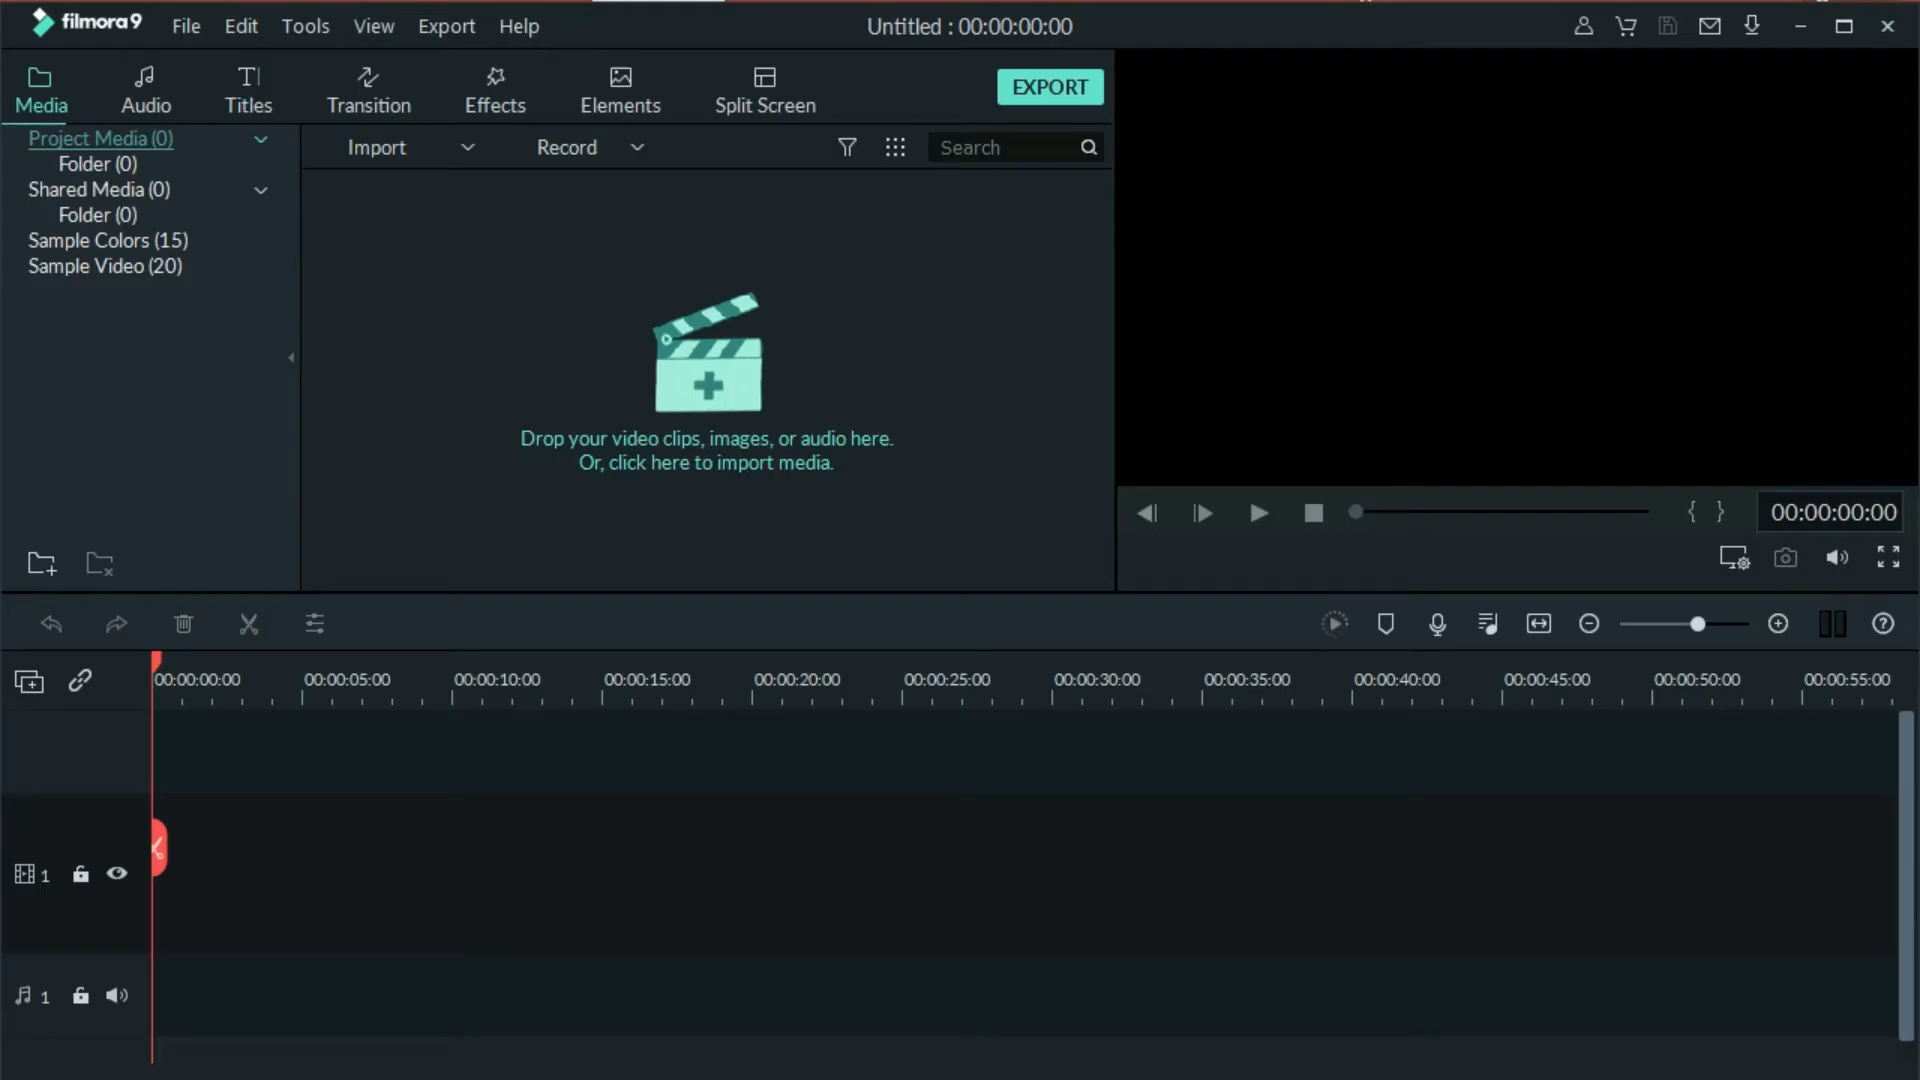 filmora9 File Edit Tools View Export Help Untitled : 00:00:00:00
Media Audio Titles Transition Effects Elements Split Screen EXPORT
Project Media (0)
Folder (0)
Shared Media (0)
Folder (0)
Sample Colors (15)
Sample Video (20)
Import Record Search
Drop your video clips, images, or audio here.
Or, click here to import media.
{ } 00:00:00:00
00:00:00:00 00:00:05:00 00:00:10:00 00:00:15:00 00:00:20:00 00:00:25:00 00:00:30:00 00:00:35:00 00:00:40:00 00:00:45:00 00:00:50:00 00:00:55:00
1
1